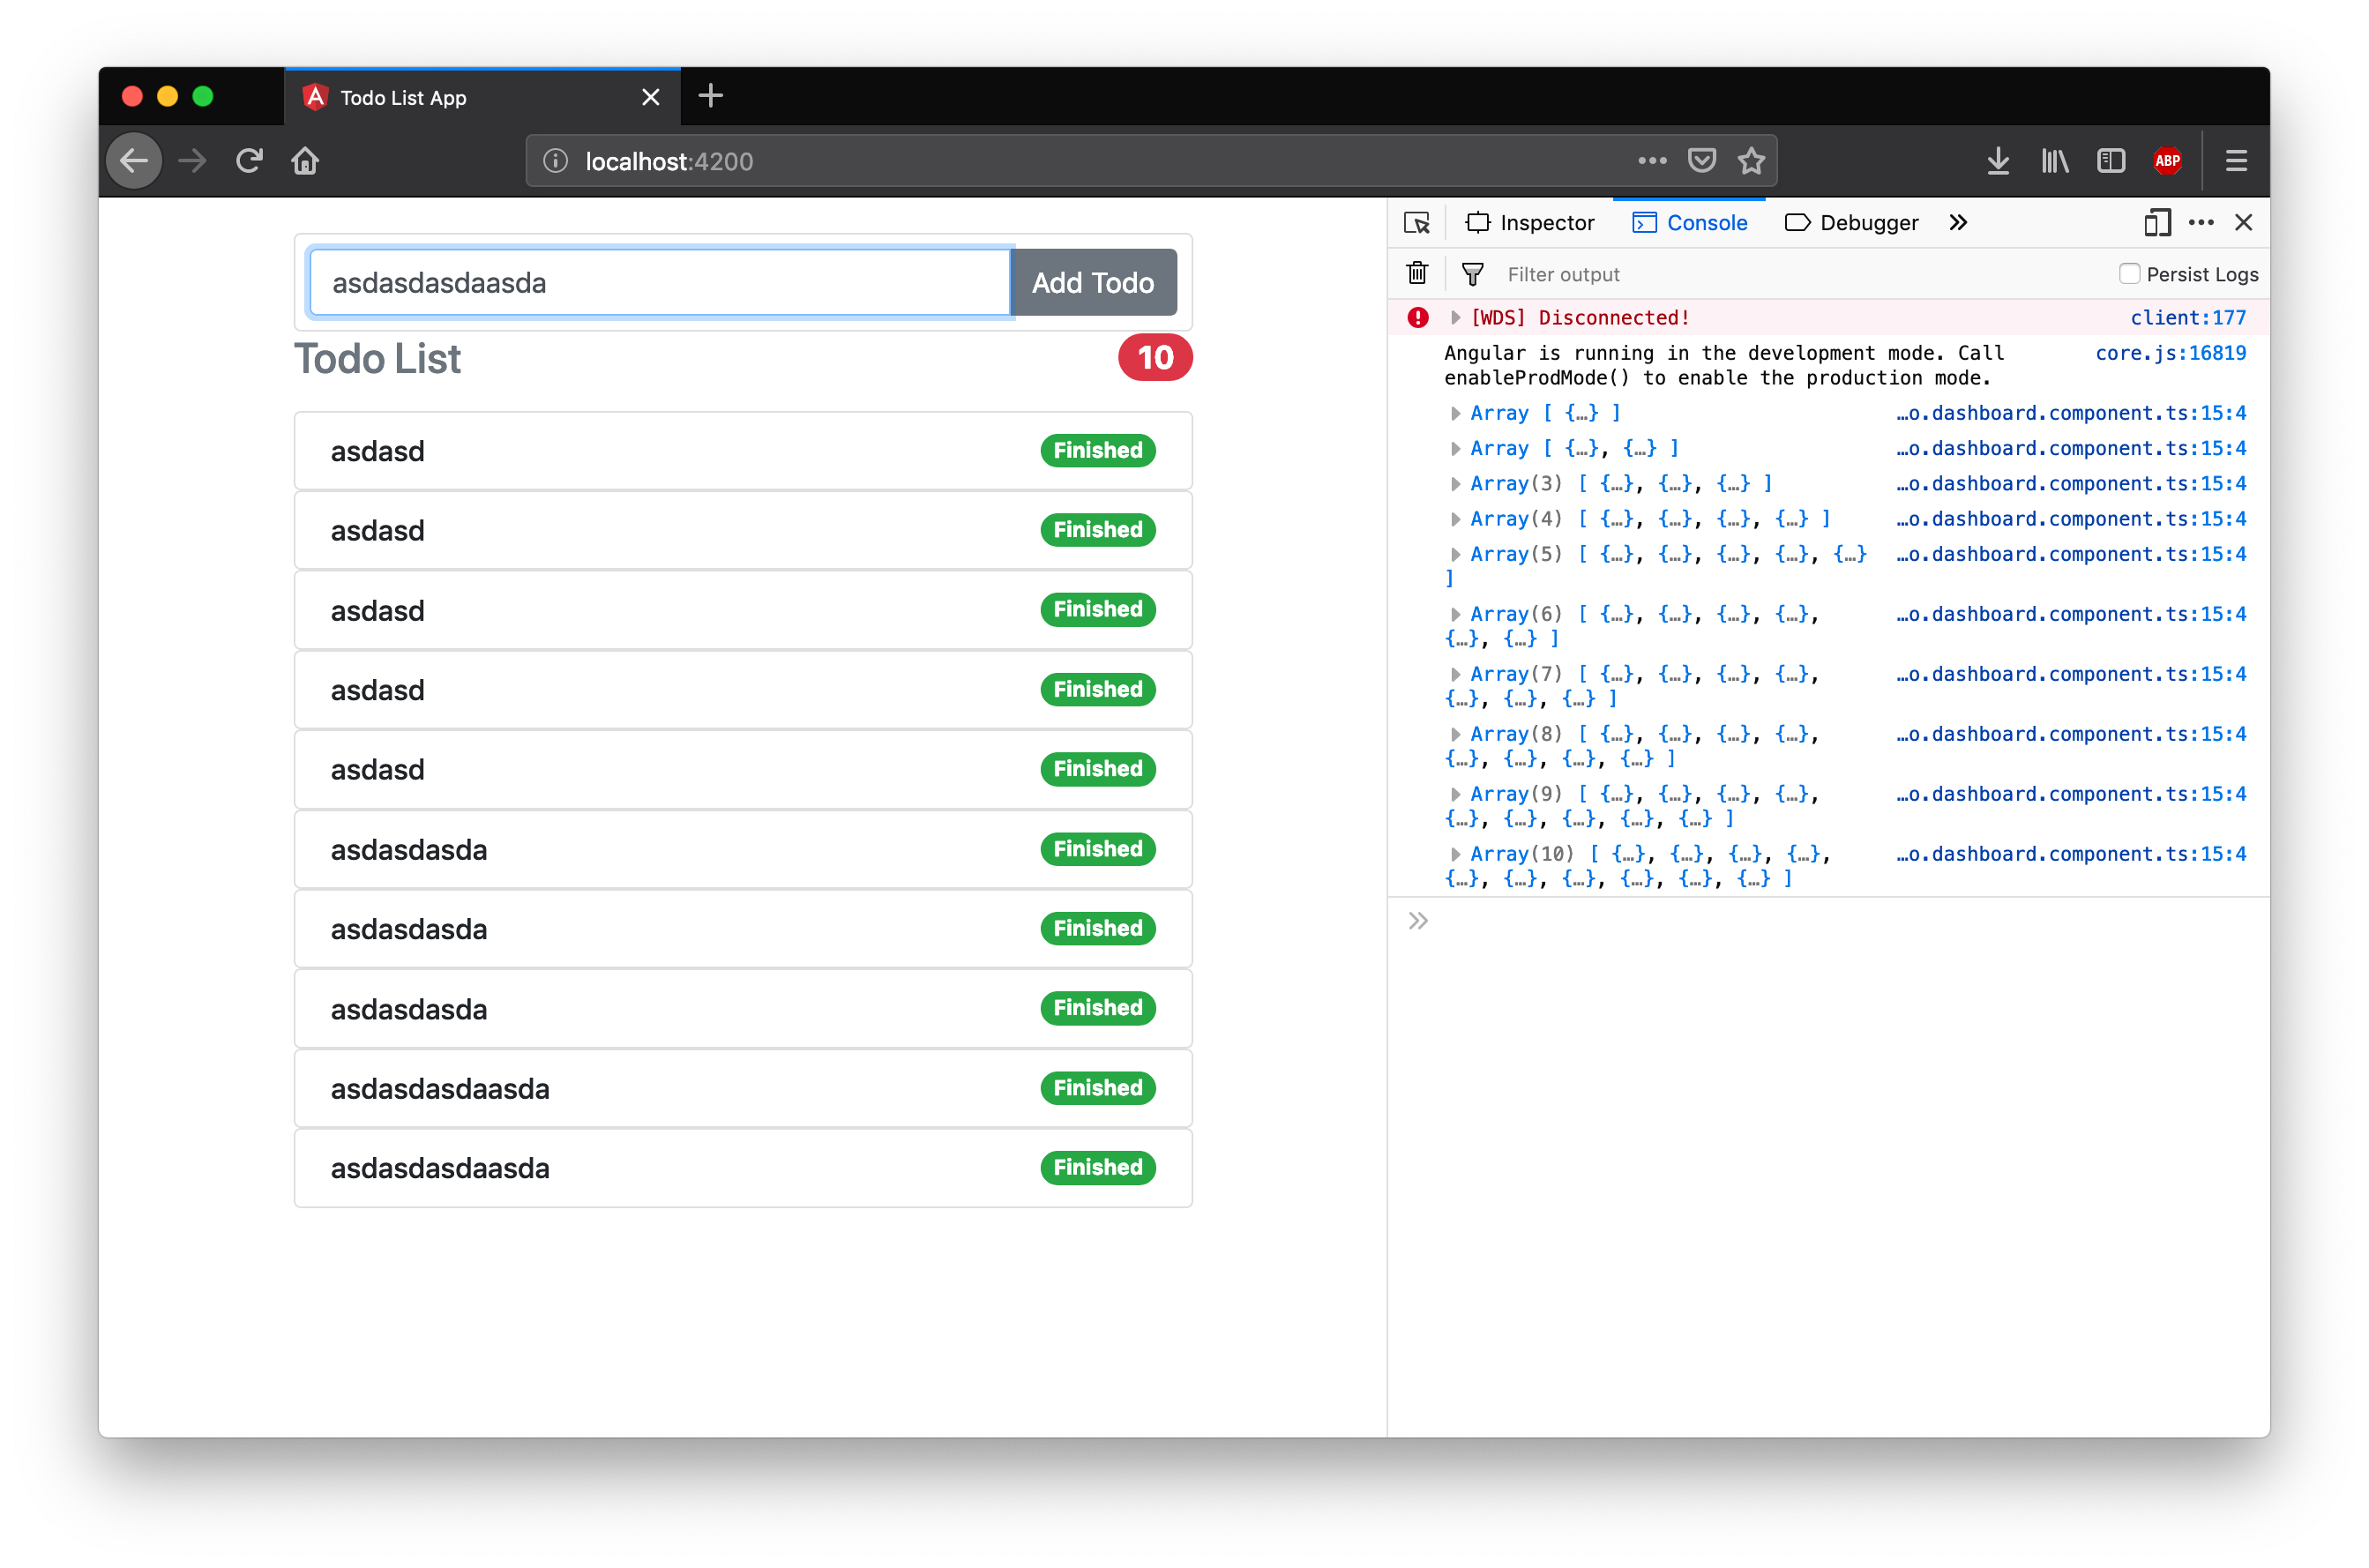 Todo List App
localhost:4200
ABP
asdasdasdaasda
Add Todo
Todo List
10
asdasd Finished
asdasd Finished
asdasd Finished
asdasd Finished
asdasd Finished
asdasdasda Finished
asdasdasda Finished
asdasdasda Finished
asdasdasdaasda Finished
asdasdasdaasda Finished
Inspector Console Debugger
Filter output Persist Logs
[WDS] Disconnected! client:177
Angular is running in the development mode. Call core.js:16819
enableProdMode() to enable the production mode.
Array [ {…} ] …o.dashboard.component.ts:15:4
Array [ {…}, {…} ] …o.dashboard.component.ts:15:4
Array(3) [ {…}, {…}, {…} ] …o.dashboard.component.ts:15:4
Array(4) [ {…}, {…}, {…}, {…} ] …o.dashboard.component.ts:15:4
Array(5) [ {…}, {…}, {…}, {…}, {…} …o.dashboard.component.ts:15:4
]
Array(6) [ {…}, {…}, {…}, {…}, …o.dashboard.component.ts:15:4
{…}, {…} ]
Array(7) [ {…}, {…}, {…}, {…}, …o.dashboard.component.ts:15:4
{…}, {…}, {…} ]
Array(8) [ {…}, {…}, {…}, {…}, …o.dashboard.component.ts:15:4
{…}, {…}, {…}, {…} ]
Array(9) [ {…}, {…}, {…}, {…}, …o.dashboard.component.ts:15:4
{…}, {…}, {…}, {…}, {…} ]
Array(10) [ {…}, {…}, {…}, {…}, …o.dashboard.component.ts:15:4
{…}, {…}, {…}, {…}, {…}, {…} ]